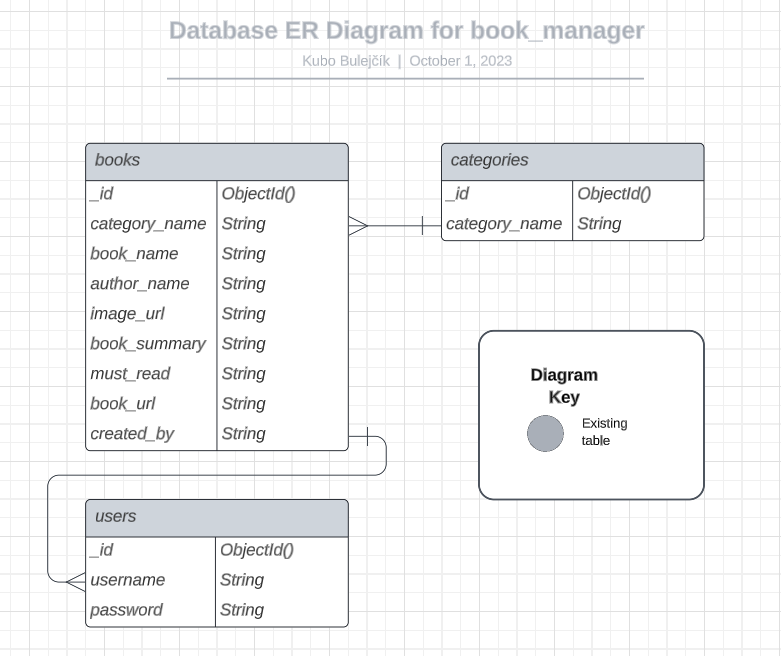 Database ER Diagram for book_manager
Kubo Bulejčík | October 1, 2023
books
_id ObjectId()
category_name String
book_name String
author_name String
image_url String
book_summary String
must_read String
book_url String
created_by String
categories
_id ObjectId()
category_name String
Diagram
Key
Existing
table
users
_id ObjectId()
username String
password String